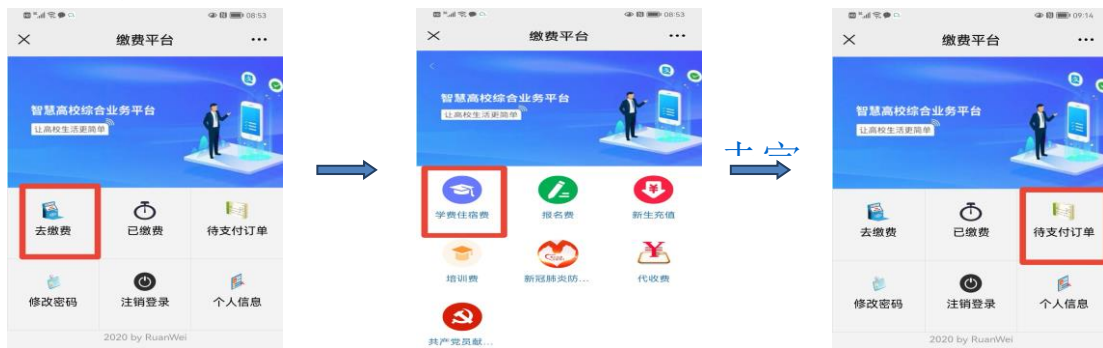 08:53
缴费平台
智慧高校综合业务平台
让高校生活更简单
去缴费
已缴费
待支付订单
修改密码
注销登录
个人信息
2020 by RuanWei
08:53
缴费平台
智慧高校综合业务平台
让高校生活更简单
学费住宿费
报名费
新生充值
培训费
新冠肺炎防...
代收费
共产党员献...
09:14
缴费平台
智慧高校综合业务平台
让高校生活更简单
去缴费
已缴费
待支付订单
修改密码
注销登录
个人信息
2020 by RuanWei